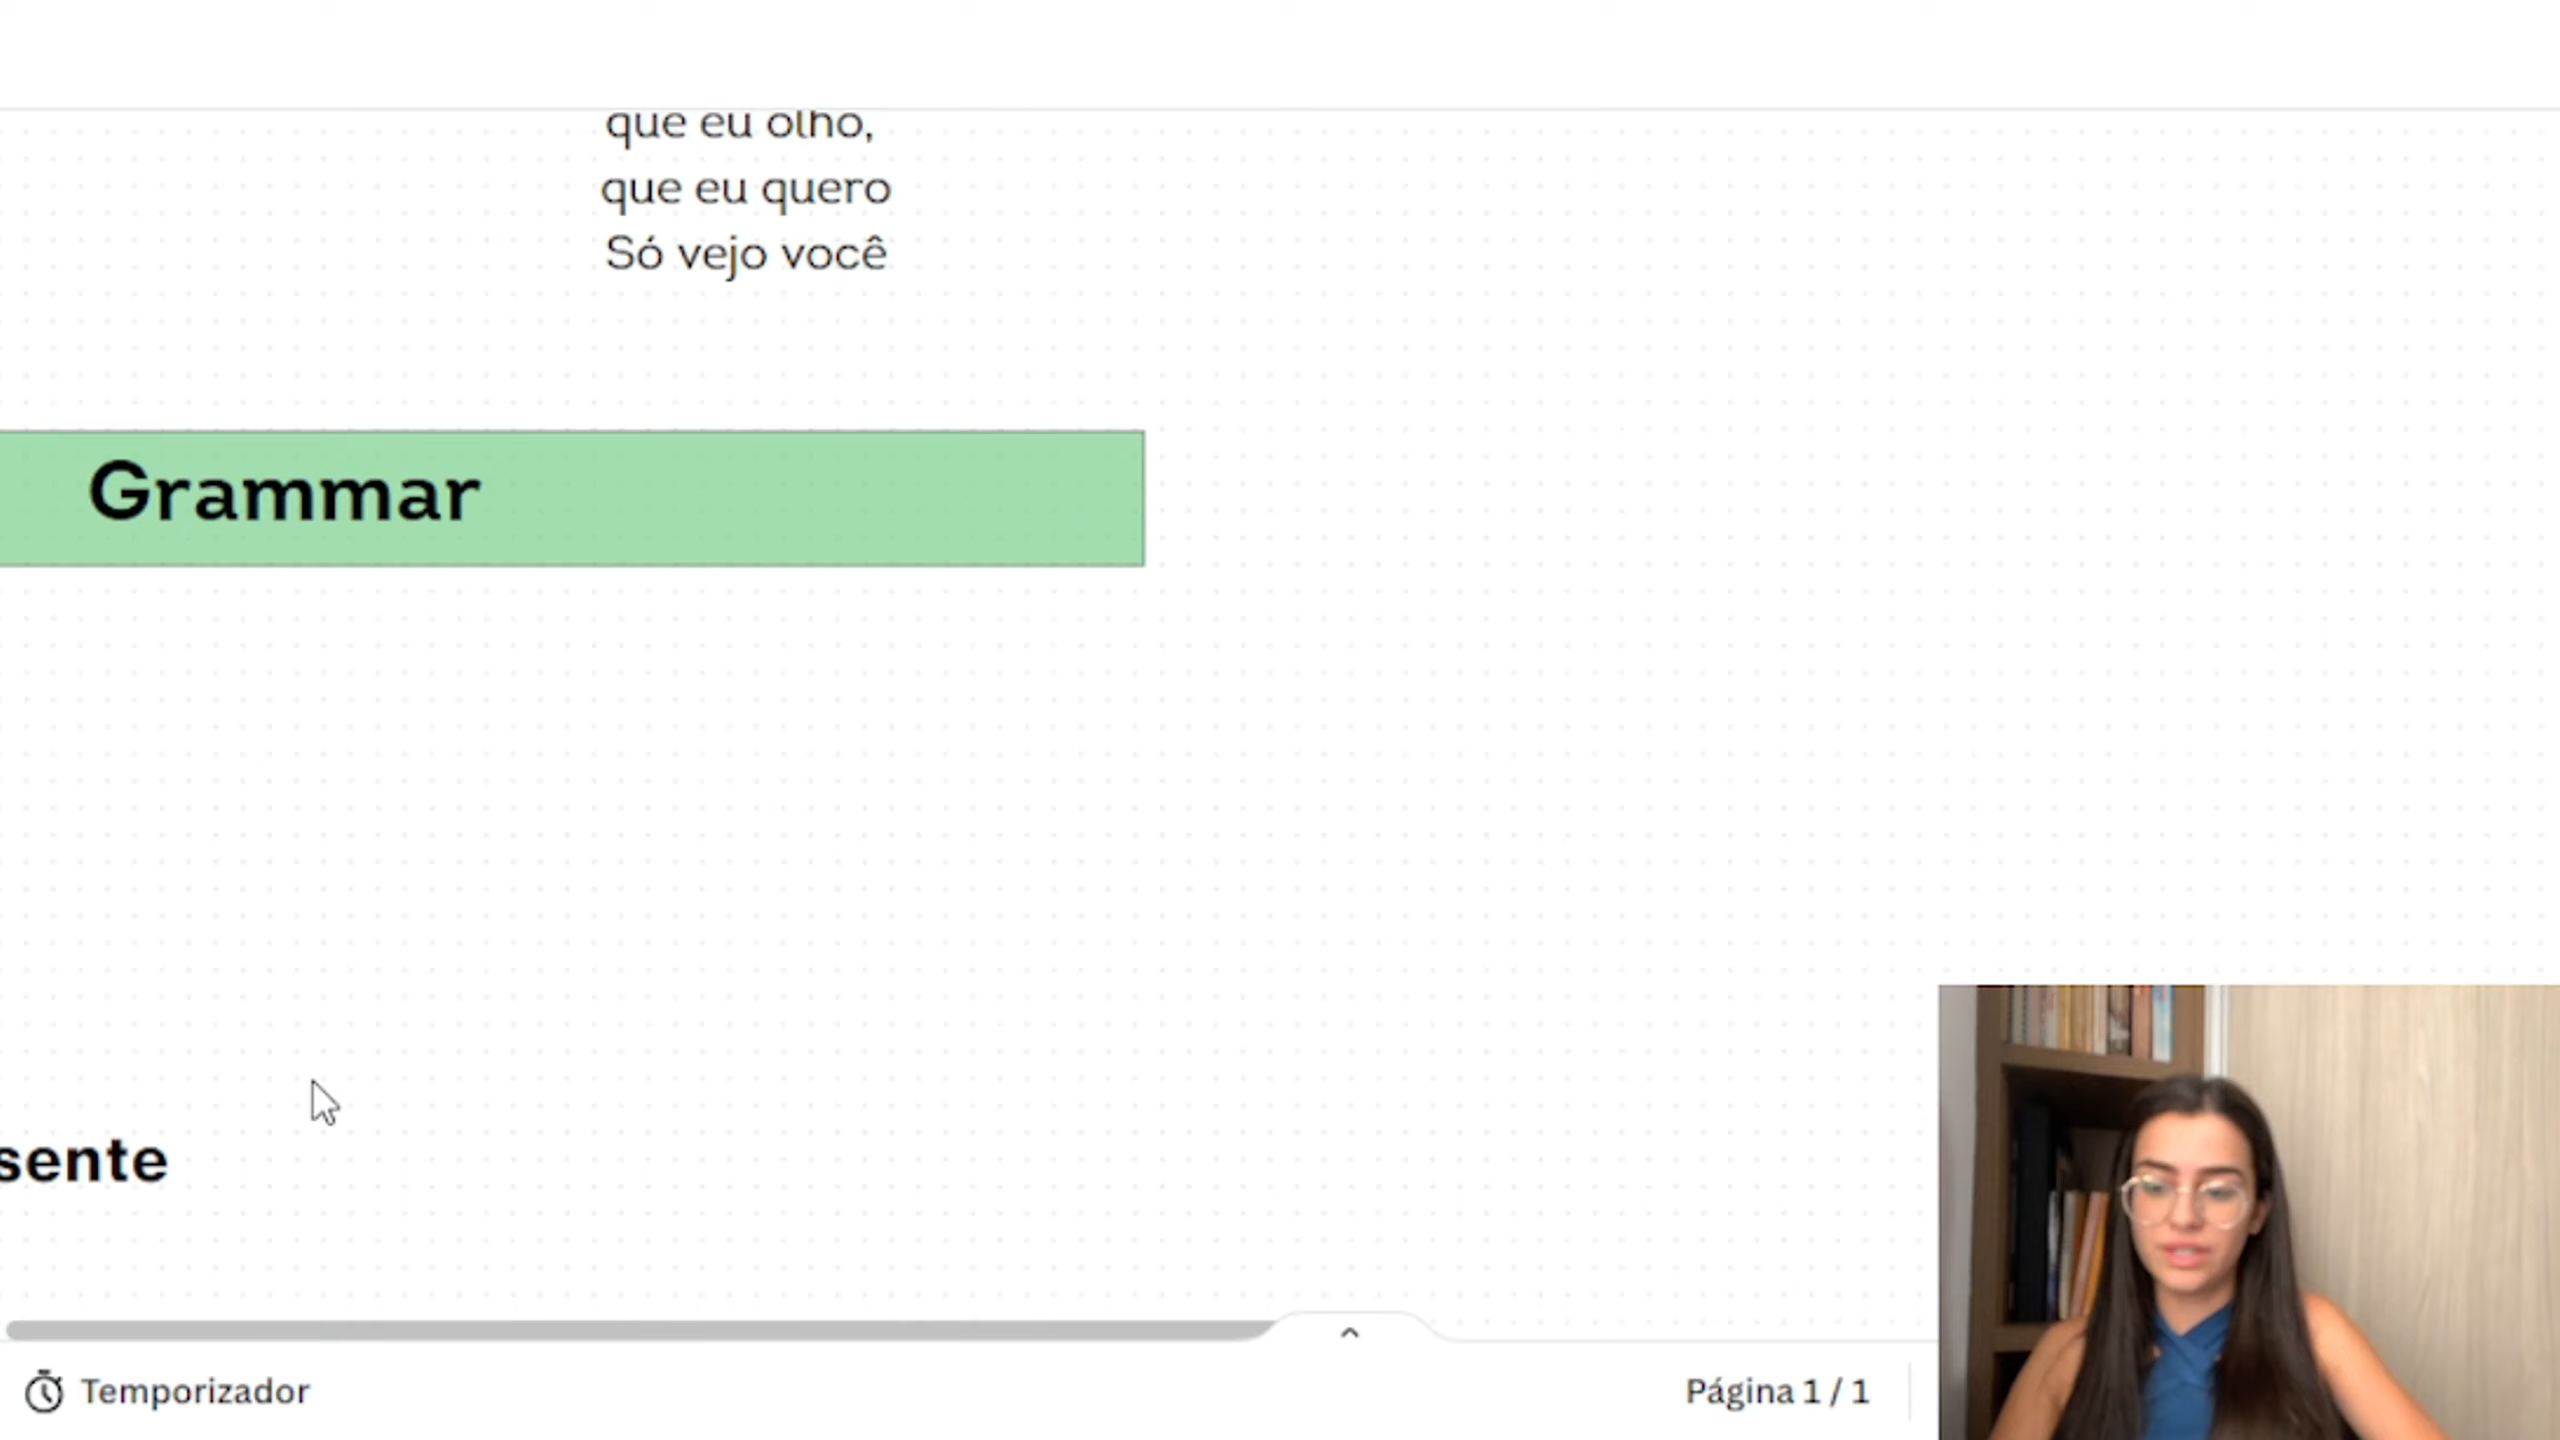 que eu olho,
que eu quero
Só vejo você
Grammar
sente
Temporizador
Página 1 / 1